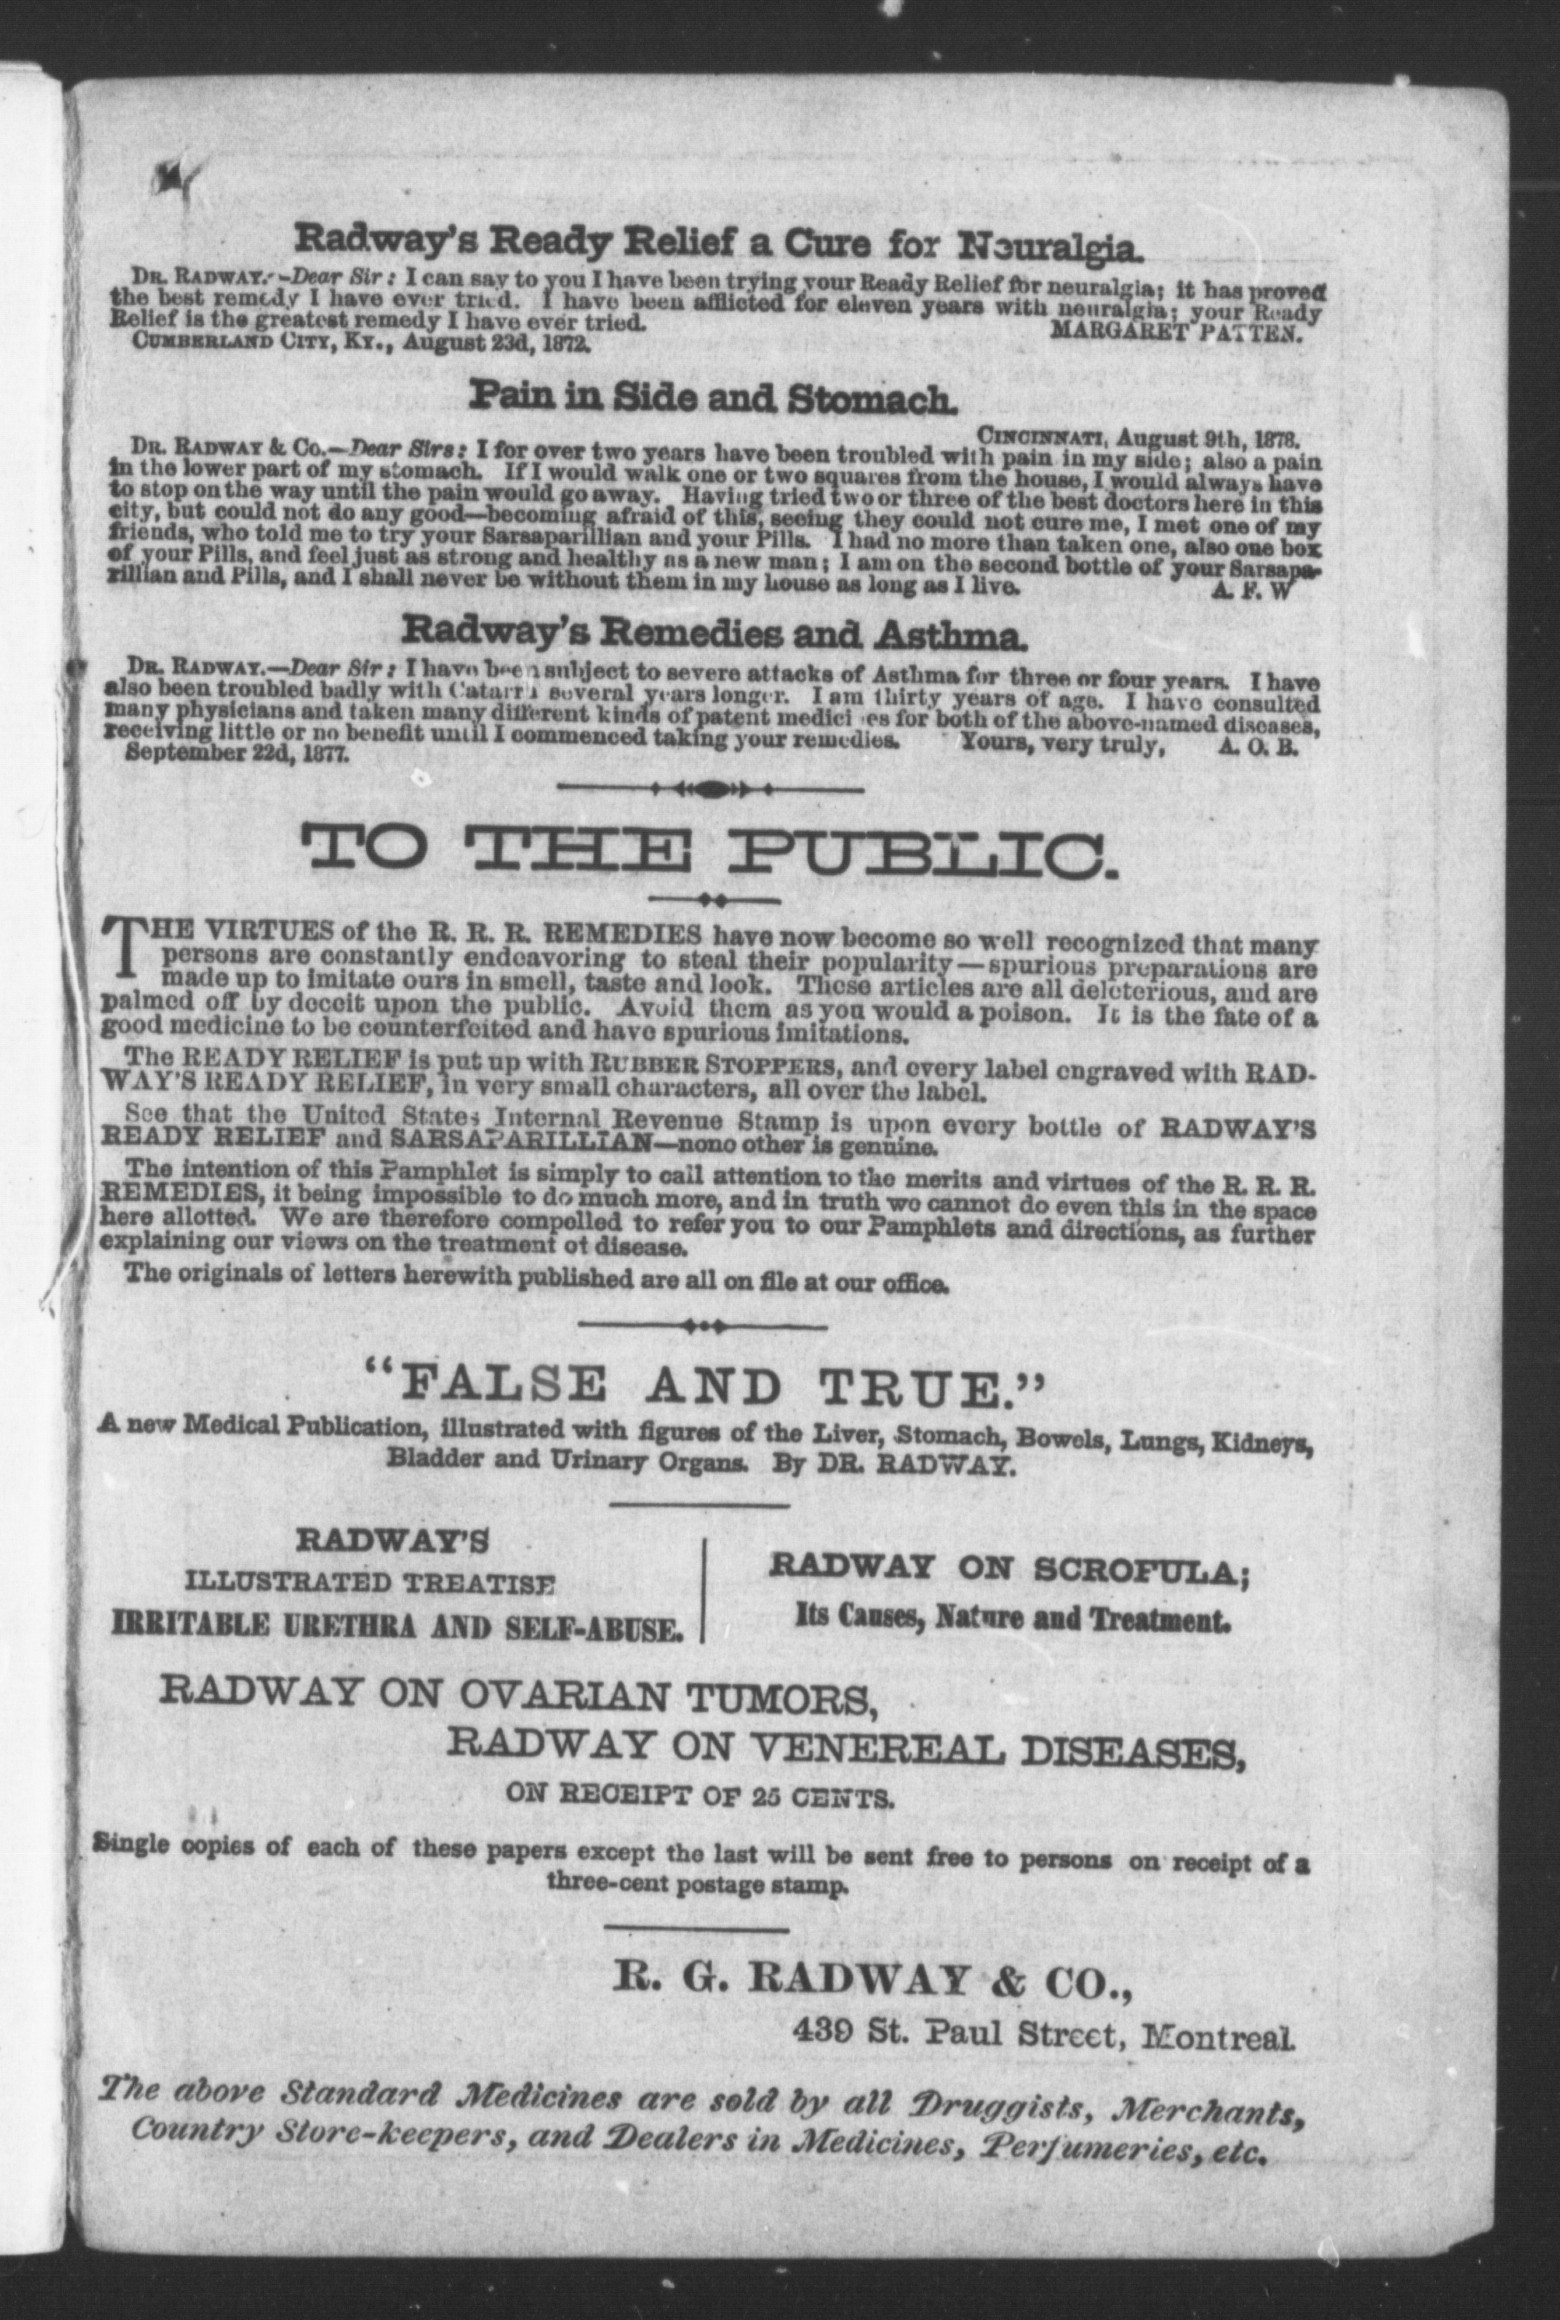 Radway's Ready Relief a Cure for Neuralgia.
DR. RADWAY.—Dear Sir: I can say to you I have been trying your Ready Relief for neuralgia; it has proved
the best remedy I have ever tried. I have been afflicted for eleven years with neuralgia; your Ready
Relief is the greatest remedy I have ever tried. MARGARET PATTEN.
CUMBERLAND CITY, KY., August 23d, 1872.
Pain in Side and Stomach.
CINCINNATI, August 9th, 1878.
DR. RADWAY & Co.—Dear Sirs: I for over two years have been troubled with pain in my side; also a pain
in the lower part of my stomach. If I would walk one or two squares from the house, I would always have
to stop on the way until the pain would go away. Having tried two or three of the best doctors here in this
city, but could not do any good—becoming afraid of this, seeing they could not cure me, I met one of my
friends, who told me to try your Sarsaparillian and your Pills. I had no more than taken one, also one box
of your Pills, and feel just as strong and healthy as a new man; I am on the second bottle of your Sarsapa-
rillian and Pills, and I shall never be without them in my house as long as I live. A. F. W
Radway's Remedies and Asthma.
DR. RADWAY.—Dear Sir: I have been subject to severe attacks of Asthma for three or four years. I have
also been troubled badly with Catarrh several years longer. I am thirty years of age. I have consulted
many physicians and taken many different kinds of patent medicines for both of the above-named diseases,
receiving little or no benefit until I commenced taking your remedies. Yours, very truly, A. O. B.
September 22d, 1877.
TO THE PUBLIC.
THE VIRTUES of the R. R. R. REMEDIES have now become so well recognized that many
persons are constantly endeavoring to steal their popularity—spurious preparations are
made up to imitate ours in smell, taste and look. These articles are all deleterious, and are
palmed off by deceit upon the public. Avoid them as you would a poison. It is the fate of a
good medicine to be counterfeited and have spurious imitations.
The READY RELIEF is put up with RUBBER STOPPERS, and every label engraved with RAD-
WAY'S READY RELIEF, in very small characters, all over the label.
See that the United States Internal Revenue Stamp is upon every bottle of RADWAY'S
READY RELIEF and SARSAPARILLIAN—none other is genuine.
The intention of this Pamphlet is simply to call attention to the merits and virtues of the R. R. R.
REMEDIES, it being impossible to do much more, and in truth we cannot do even this in the space
here allotted. We are therefore compelled to refer you to our Pamphlets and directions, as further
explaining our views on the treatment of disease.
The originals of letters herewith published are all on file at our office.
"FALSE AND TRUE."
A new Medical Publication, illustrated with figures of the Liver, Stomach, Bowels, Lungs, Kidneys,
Bladder and Urinary Organs. By DR. RADWAY.
RADWAY'S
ILLUSTRATED TREATISE
IRRITABLE URETHRA AND SELF-ABUSE.
RADWAY ON SCROFULA;
Its Causes, Nature and Treatment.
RADWAY ON OVARIAN TUMORS,
RADWAY ON VENEREAL DISEASES,
ON RECEIPT OF 25 CENTS.
Single copies of each of these papers except the last will be sent free to persons on receipt of a
three-cent postage stamp.
R. G. RADWAY & CO.,
439 St. Paul Street, Montreal.
The above Standard Medicines are sold by all Druggists, Merchants,
Country Store-keepers, and Dealers in Medicines, Perfumeries, etc.